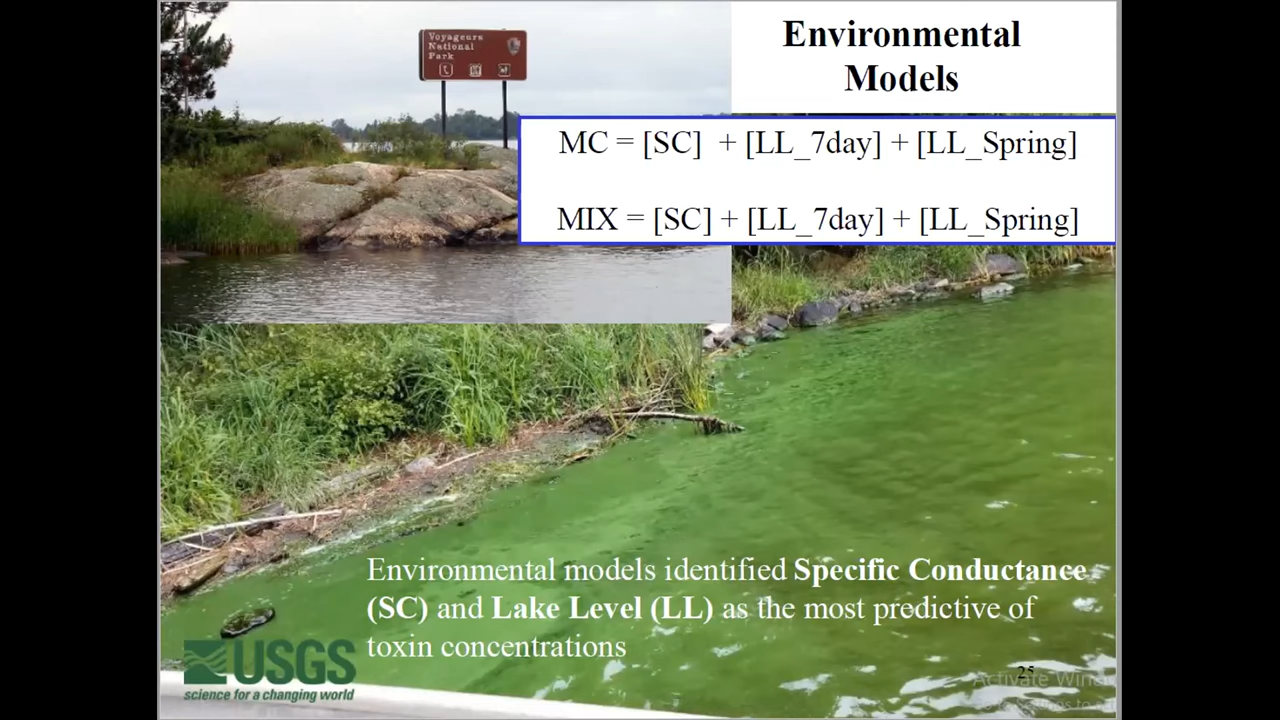 Environmental
Models
Voyageurs
National
Park
MC = [SC] + [LL_7day] + [LL_Spring]
MIX = [SC] + [LL_7day] + [LL_Spring]
Environmental models identified Specific Conductance
(SC) and Lake Level (LL) as the most predictive of
toxin concentrations
USGS
science for a changing world
25
Activate Wind